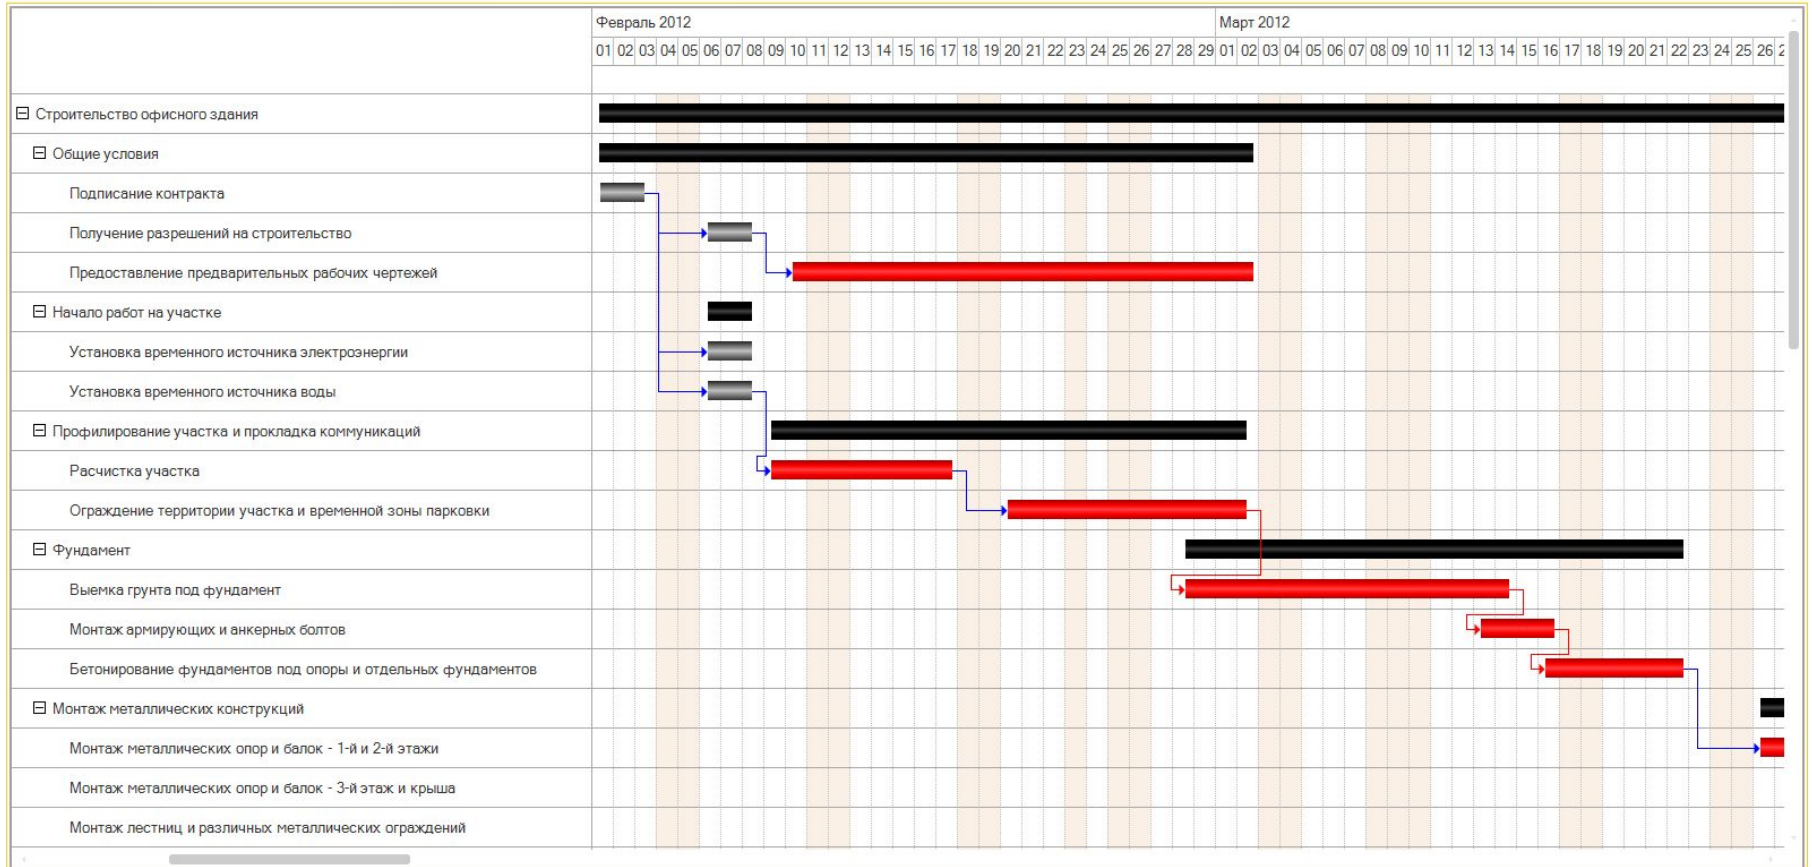 Февраль 2012 Март 2012
01 02 03 04 05 06 07 08 09 10 11 12 13 14 15 16 17 18 19 20 21 22 23 24 25 26 27 28 29 01 02 03 04 05 06 07 08 09 10 11 12 13 14 15 16 17 18 19 20 21 22 23 24 25 26 2
Строительство офисного здания
Общие условия
Подписание контракта
Получение разрешений на строительство
Предоставление предварительных рабочих чертежей
Начало работ на участке
Установка временного источника электроэнергии
Установка временного источника воды
Профилирование участка и прокладка коммуникаций
Расчистка участка
Ограждение территории участка и временной зоны парковки
Фундамент
Выемка грунта под фундамент
Монтаж армирующих и анкерных болтов
Бетонирование фундаментов под опоры и отдельных фундаментов
Монтаж металлических конструкций
Монтаж металлических опор и балок - 1-й и 2-й этажи
Монтаж металлических опор и балок - 3-й этаж и крыша
Монтаж лестниц и различных металлических ограждений